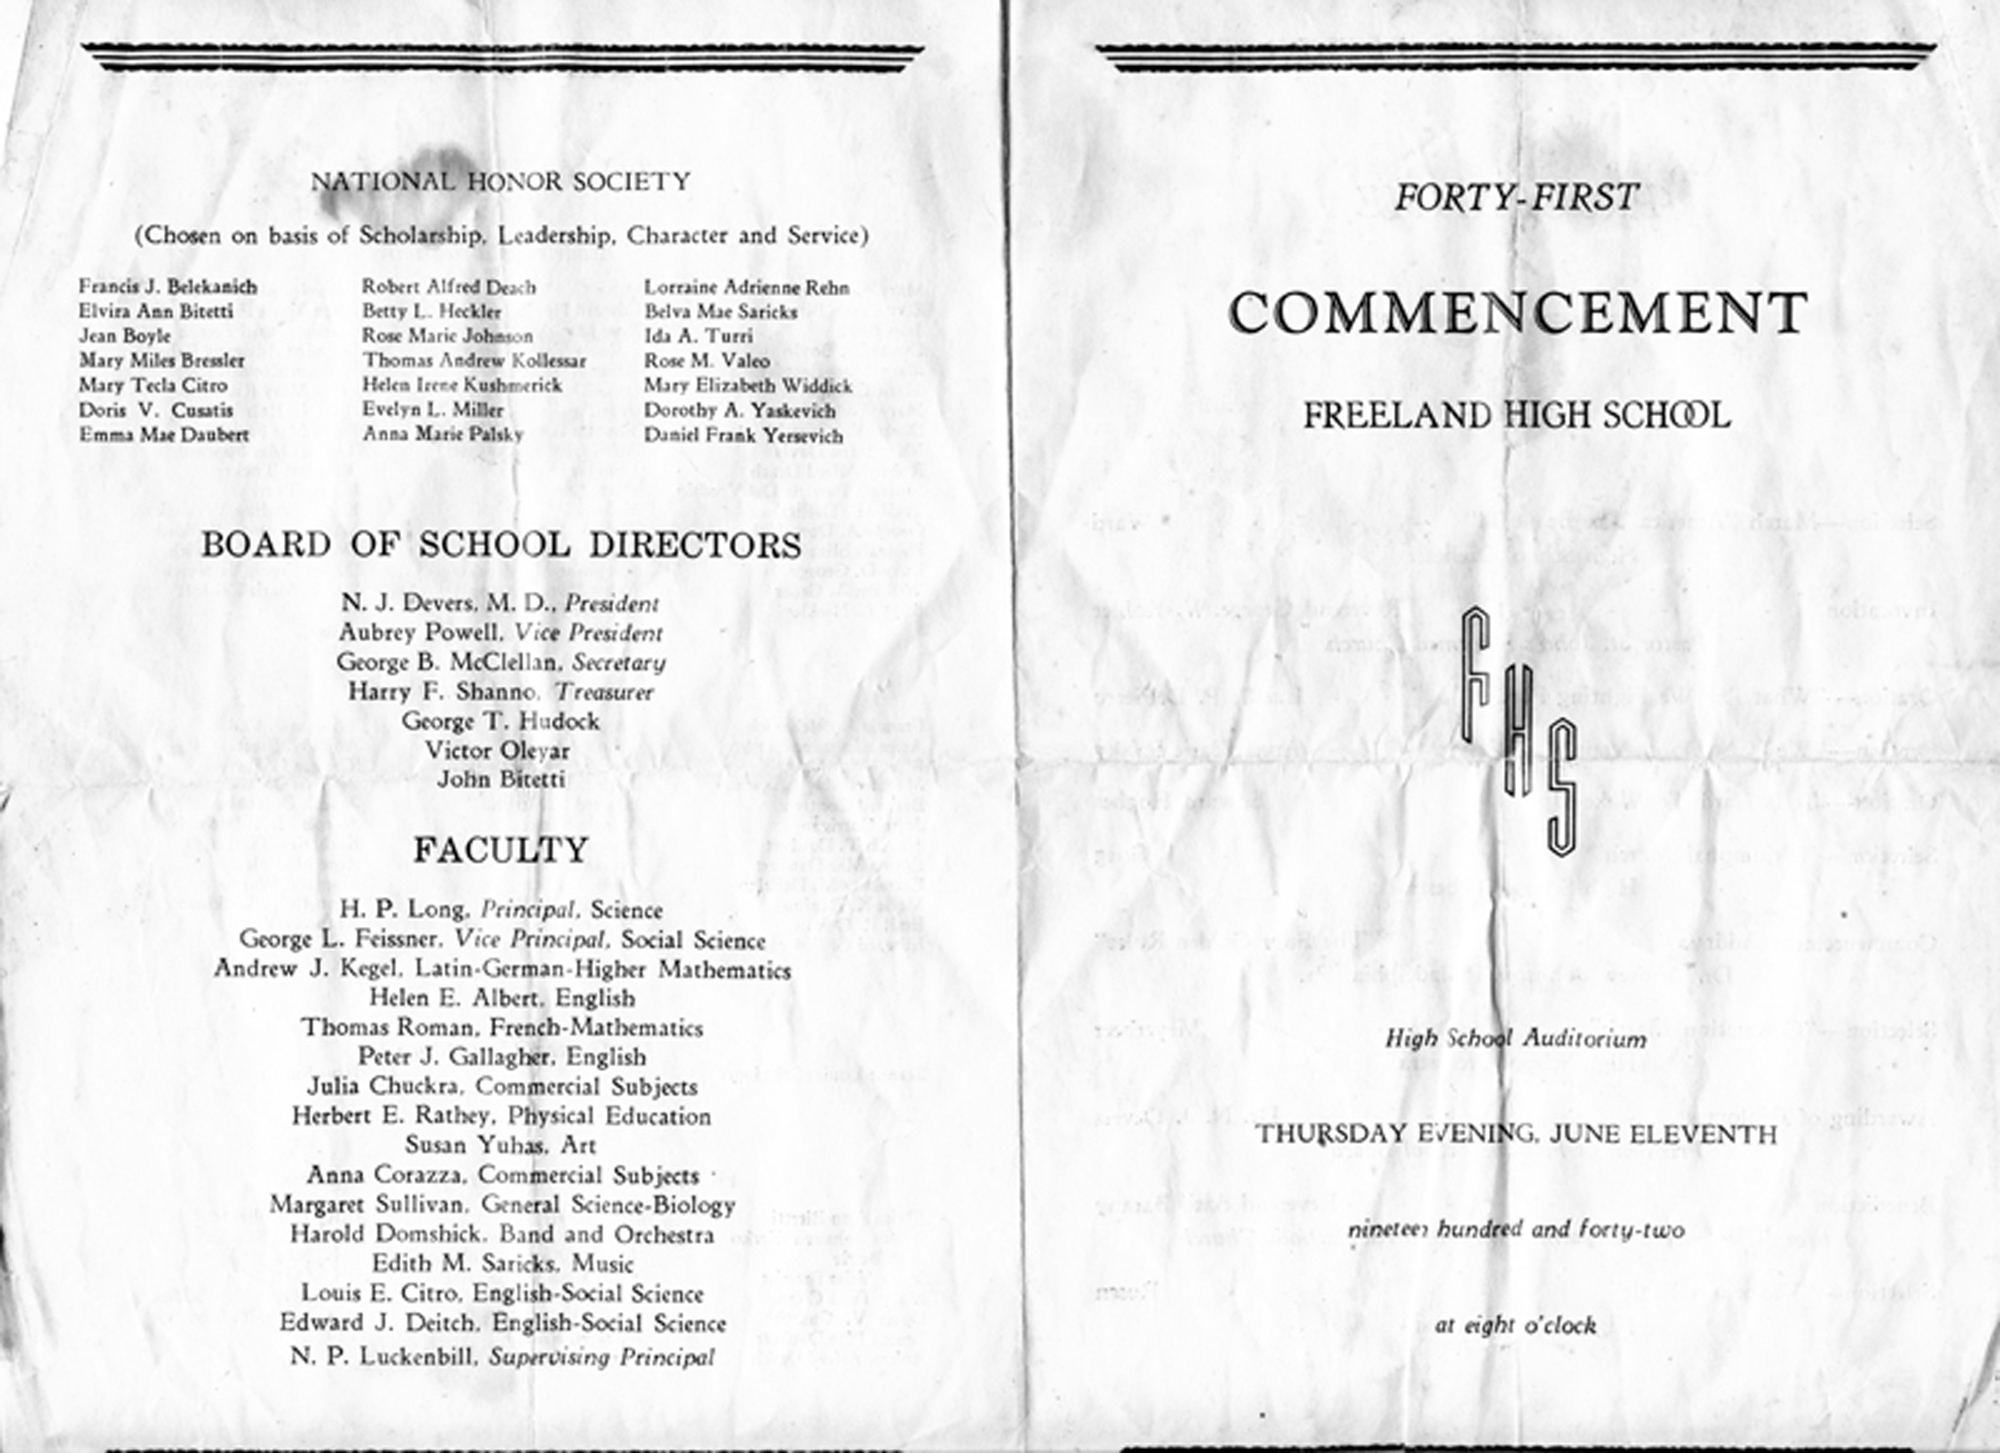 NATIONAL HONOR SOCIETY
(Chosen on basis of Scholarship, Leadership, Character and Service)
Francis J. Belekanich
Elvira Ann Bitetti
Jean Boyle
Mary Miles Bressler
Mary Tecla Citro
Doris V. Cusatis
Emma Mae Daubert
Robert Alfred Deach
Betty L. Heckler
Rose Marie Johnson
Thomas Andrew Kollessar
Helen Irene Kushmerick
Evelyn L. Miller
Anna Marie Palsky
Lorraine Adrienne Rehn
Belva Mae Saricks
Ida A. Turri
Rose M. Valeo
Mary Elizabeth Widdick
Dorothy A. Yaskevich
Daniel Frank Yersevich
BOARD OF SCHOOL DIRECTORS
N. J. Devers, M. D., President
Aubrey Powell, Vice President
George B. McClellan, Secretary
Harry F. Shanno, Treasurer
George T. Hudock
Victor Oleyar
John Bitetti
FACULTY
H. P. Long, Principal, Science
George L. Feissner, Vice Principal, Social Science
Andrew J. Kegel, Latin-German-Higher Mathematics
Helen E. Albert, English
Thomas Roman, French-Mathematics
Peter J. Gallagher, English
Julia Chuckra, Commercial Subjects
Herbert E. Rathey, Physical Education
Susan Yuhas, Art
Anna Corazza, Commercial Subjects
Margaret Sullivan, General Science-Biology
Harold Domshick, Band and Orchestra
Edith M. Saricks, Music
Louis E. Citro, English-Social Science
Edward J. Deitch, English-Social Science
N. P. Luckenbill, Supervising Principal
FORTY-FIRST
COMMENCEMENT
FREELAND HIGH SCHOOL
FHS
High School Auditorium
THURSDAY EVENING, JUNE ELEVENTH
nineteen hundred and forty-two
at eight o'clock